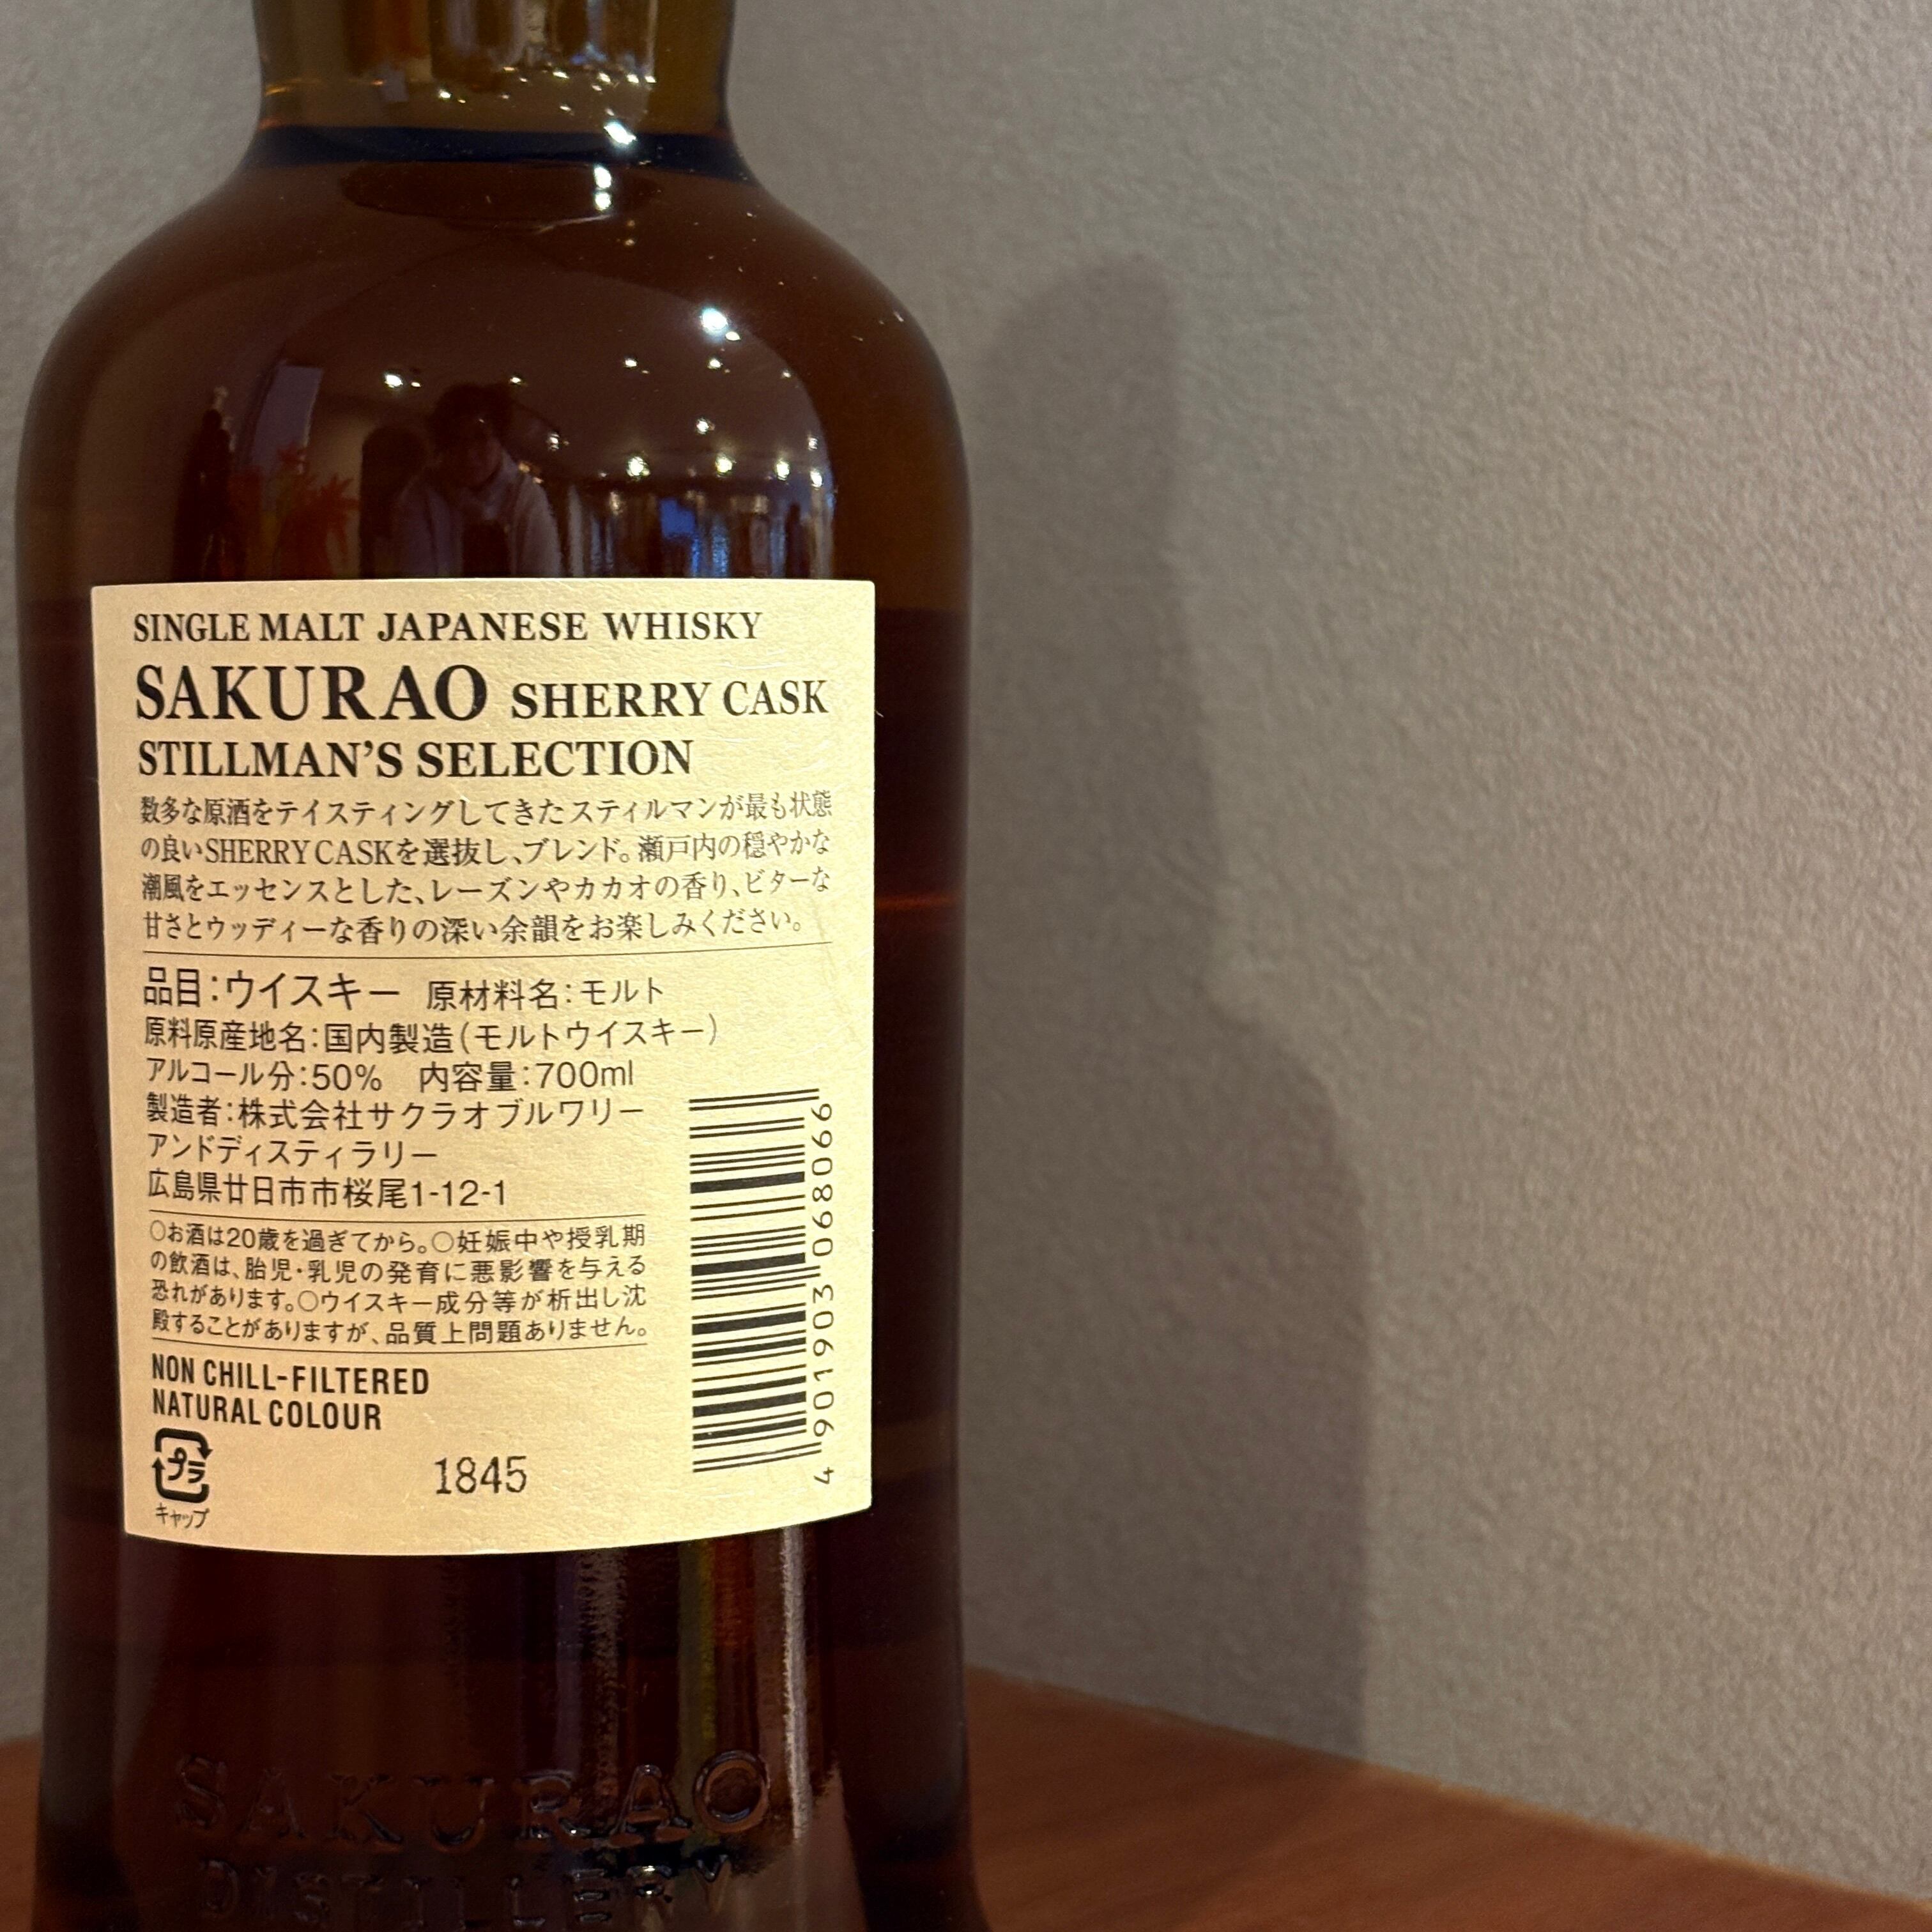 SINGLE MALT JAPANESE WHISKY
SAKURAO SHERRY CASK
STILLMAN'S SELECTION
数多な原酒をテイスティングしてきたスティルマンが最も状態
の良いSHERRY CASKを選抜し、ブレンド。瀬戸内の穏やかな
潮風をエッセンスとした、レーズンやカカオの香り、ビターな
甘さとウッディーな香りの深い余韻をお楽しみください。
品目:ウイスキー 原材料名:モルト
原料原産地名:国内製造(モルトウイスキー)
アルコール分:50% 内容量:700ml
製造者:株式会社サクラオブルワリー
アンドディスティラリー
広島県廿日市市桜尾1-12-1
○お酒は20歳を過ぎてから。○妊娠中や授乳期
の飲酒は、胎児・乳児の発育に悪影響を与える
恐れがあります。○ウイスキー成分等が析出し沈
殿することがありますが、品質上問題ありません。
NON CHILL-FILTERED
NATURAL COLOUR
プラ
キャップ
1845
4 901903 068066
SAKURAO
DISTILLERY